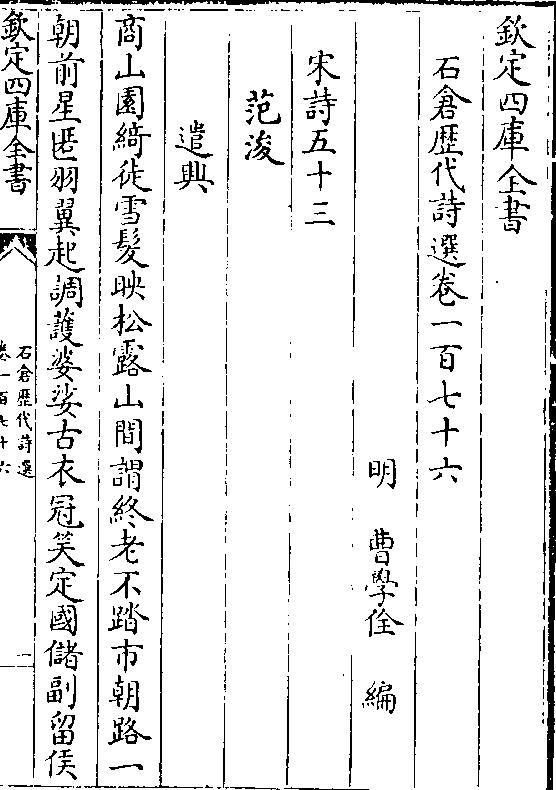 欽定四庫全書
石倉歴代詩選卷一百七十六
明 曹學佺 編
宋詩五十三
范浚
遣興
商山園綺徒雪髮映松露山間謂終老不踏市朝路一
朝前星匿羽翼起調護婆娑古衣冠笑定國儲副留侯
欽定四庫全書
石倉歷代詩選
卷一百七十六
一